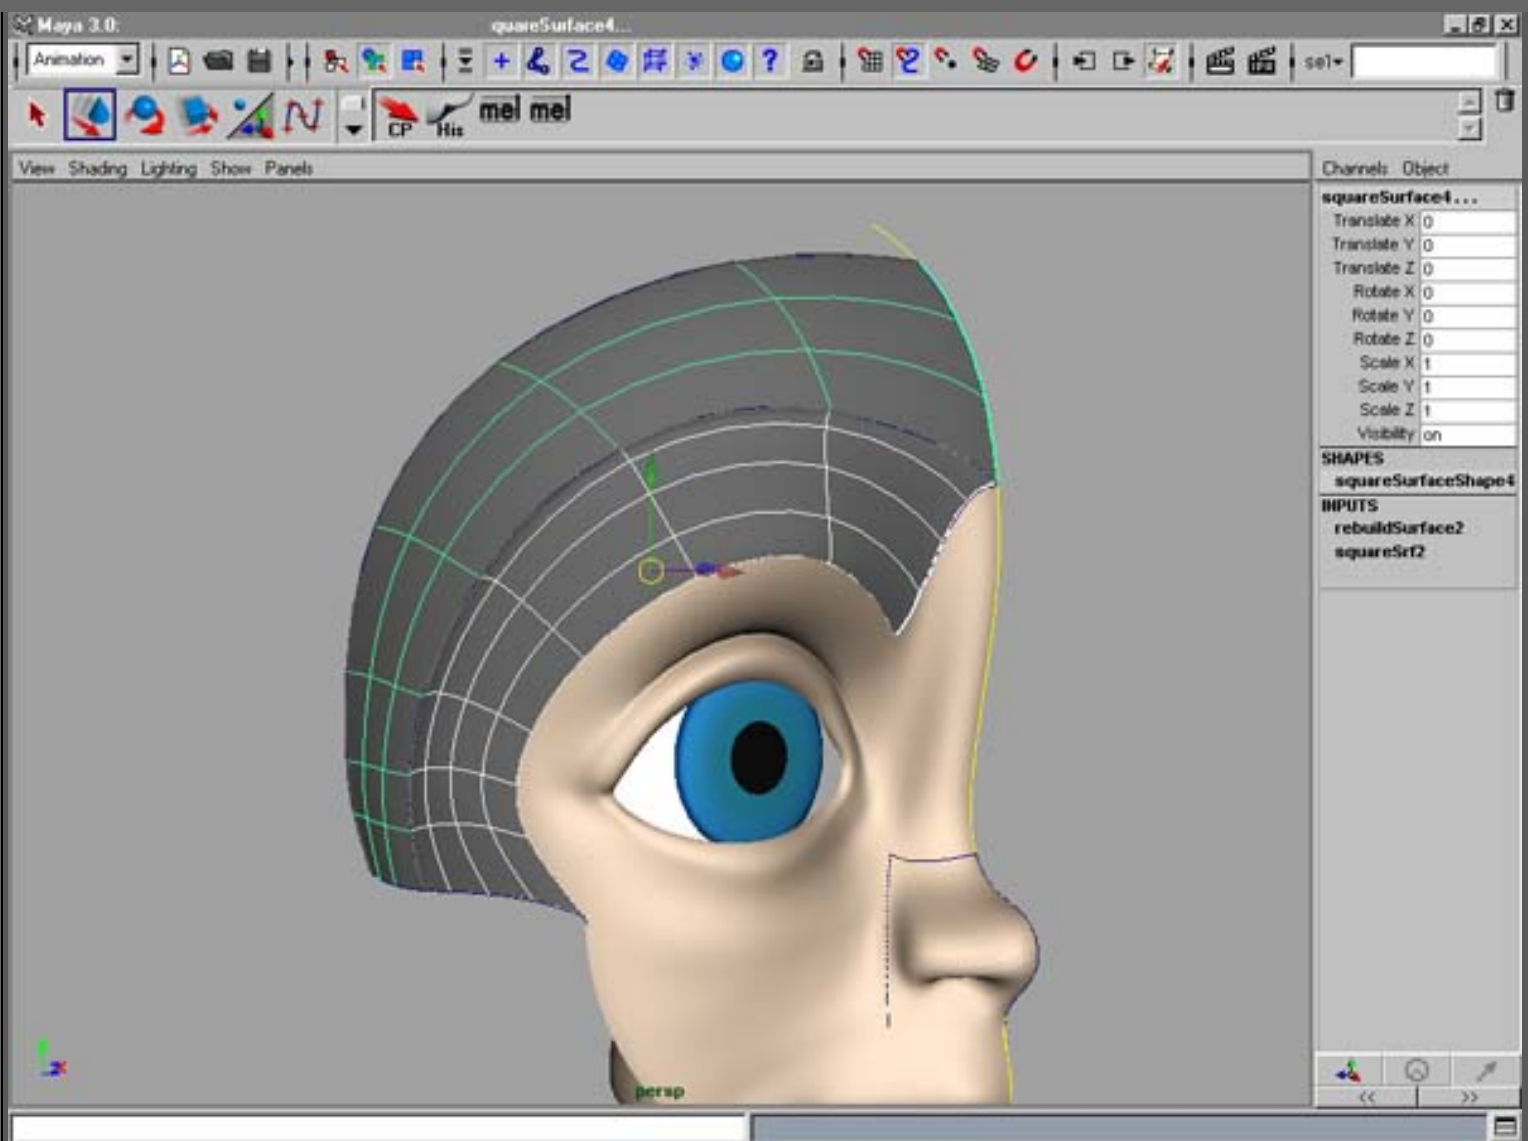 Maya 3.0: quareSurface4...
Animation
? sel
CP His mel mel
View Shading Lighting Show Panels
Channels Object
squareSurface4...
Translate X 0
Translate Y 0
Translate Z 0
Rotate X 0
Rotate Y 0
Rotate Z 0
Scale X 1
Scale Y 1
Scale Z 1
Visibility on
SHAPES
squareSurfaceShape4
INPUTS
rebuildSurface2
squareSrf2
persp
<< >>